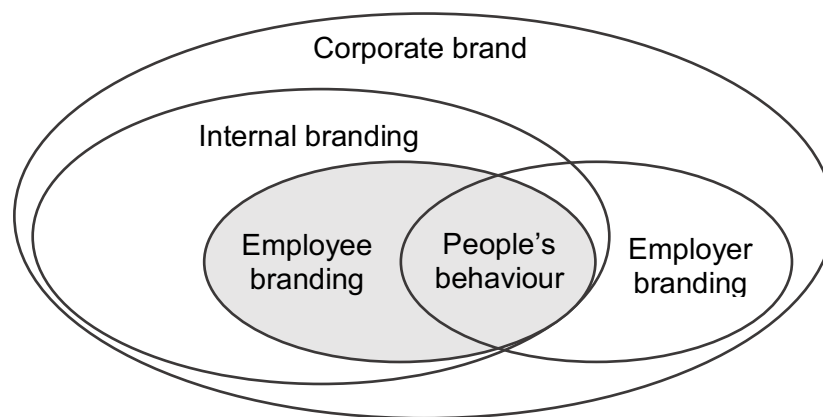 Corporate brand
Internal branding
Employee
branding
People’s
behaviour
Employer
branding